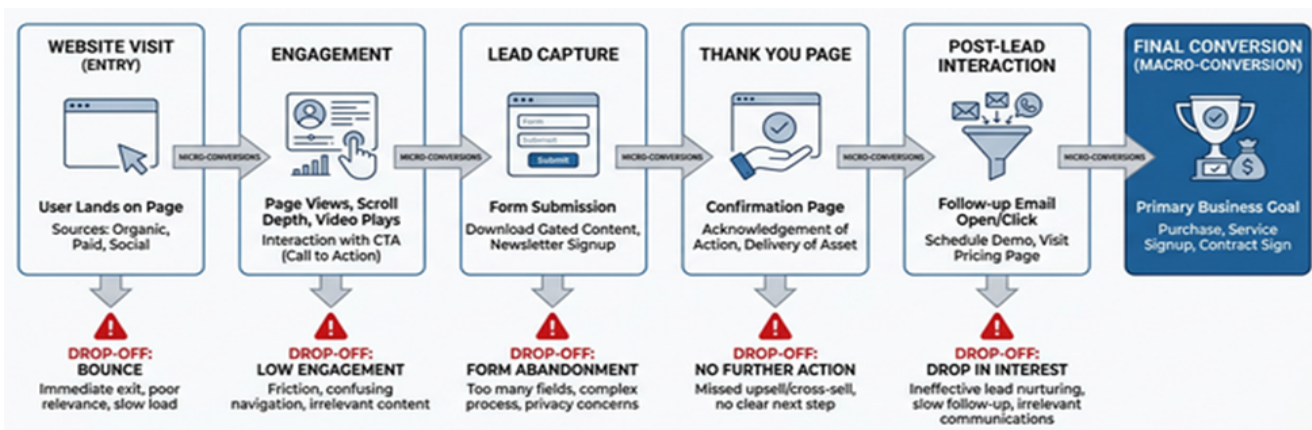 WEBSITE VISIT
(ENTRY)
User Lands on Page
Sources: Organic,
Paid, Social
MICRO-CONVERSIONS
ENGAGEMENT
Page Views, Scroll
Depth, Video Plays
Interaction with CTA
(Call to Action)
MICRO-CONVERSIONS
LEAD CAPTURE
Form
Submit
Form Submission
Download Gated Content,
Newsletter Signup
MICRO-CONVERSIONS
THANK YOU PAGE
Confirmation Page
Acknowledgement of
Action, Delivery of Asset
MICRO-CONVERSIONS
POST-LEAD
INTERACTION
Follow-up Email
Open/Click
Schedule Demo, Visit
Pricing Page
MICRO-CONVERSIONS
FINAL CONVERSION
(MACRO-CONVERSION)
$
Primary Business Goal
Purchase, Service
Signup, Contract Sign
DROP-OFF:
BOUNCE
Immediate exit, poor
relevance, slow load
DROP-OFF:
LOW ENGAGEMENT
Friction, confusing
navigation, irrelevant content
DROP-OFF:
FORM ABANDONMENT
Too many fields, complex
process, privacy concerns
DROP-OFF:
NO FURTHER ACTION
Missed upsell/cross-sell,
no clear next step
DROP-OFF:
DROP IN INTEREST
Ineffective lead nurturing,
slow follow-up, irrelevant
communications